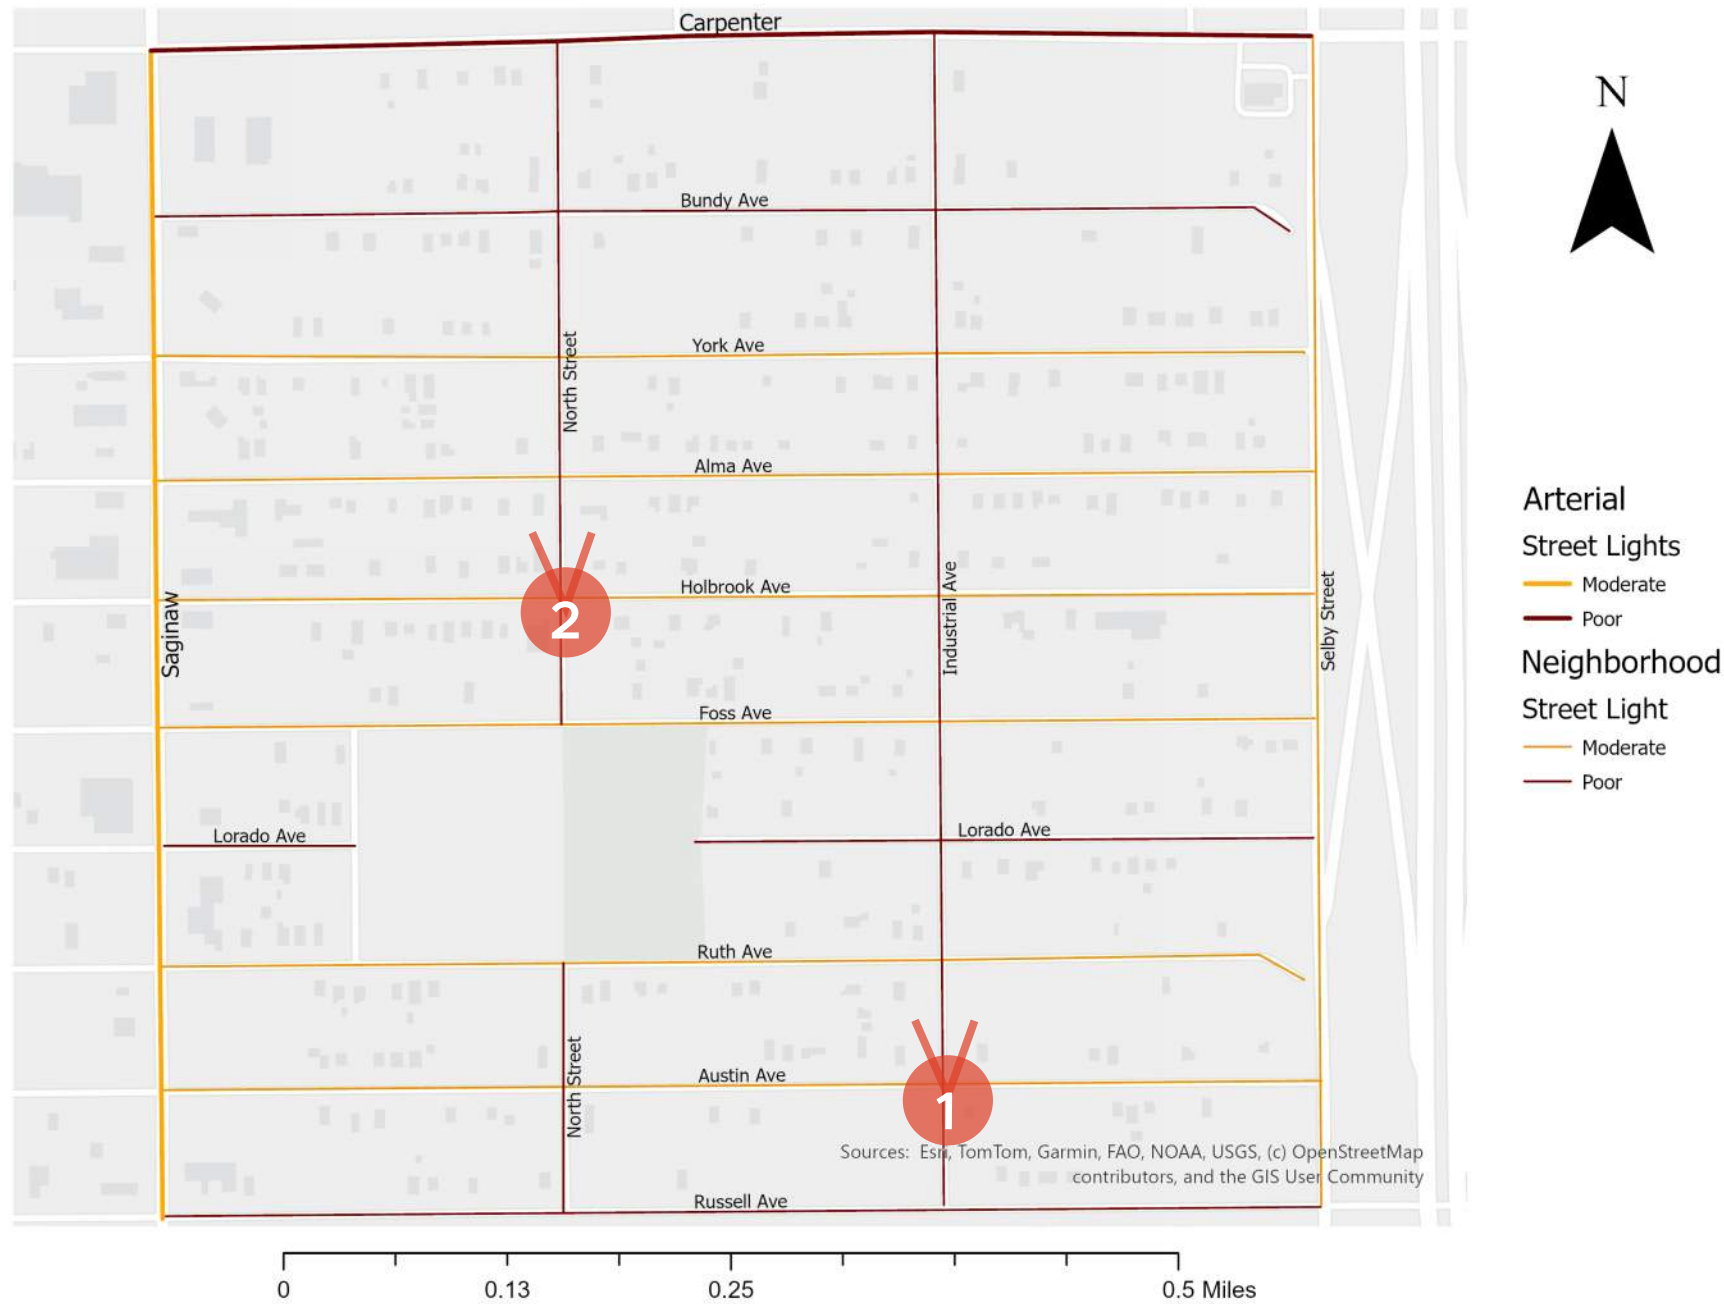 Carpenter
N
Bundy Ave
York Ave
North Street
Alma Ave
Arterial
Street Lights
Moderate
Poor
Neighborhood
Street Light
Moderate
Poor
Holbrook Ave
2
Saginaw
Industrial Ave
Selby Street
Foss Ave
Lorado Ave
Lorado Ave
Ruth Ave
North Street
Austin Ave
1
Sources: Esri, TomTom, Garmin, FAO, NOAA, USGS, (c) OpenStreetMap
contributors, and the GIS User Community
Russell Ave
0 0.13 0.25 0.5 Miles